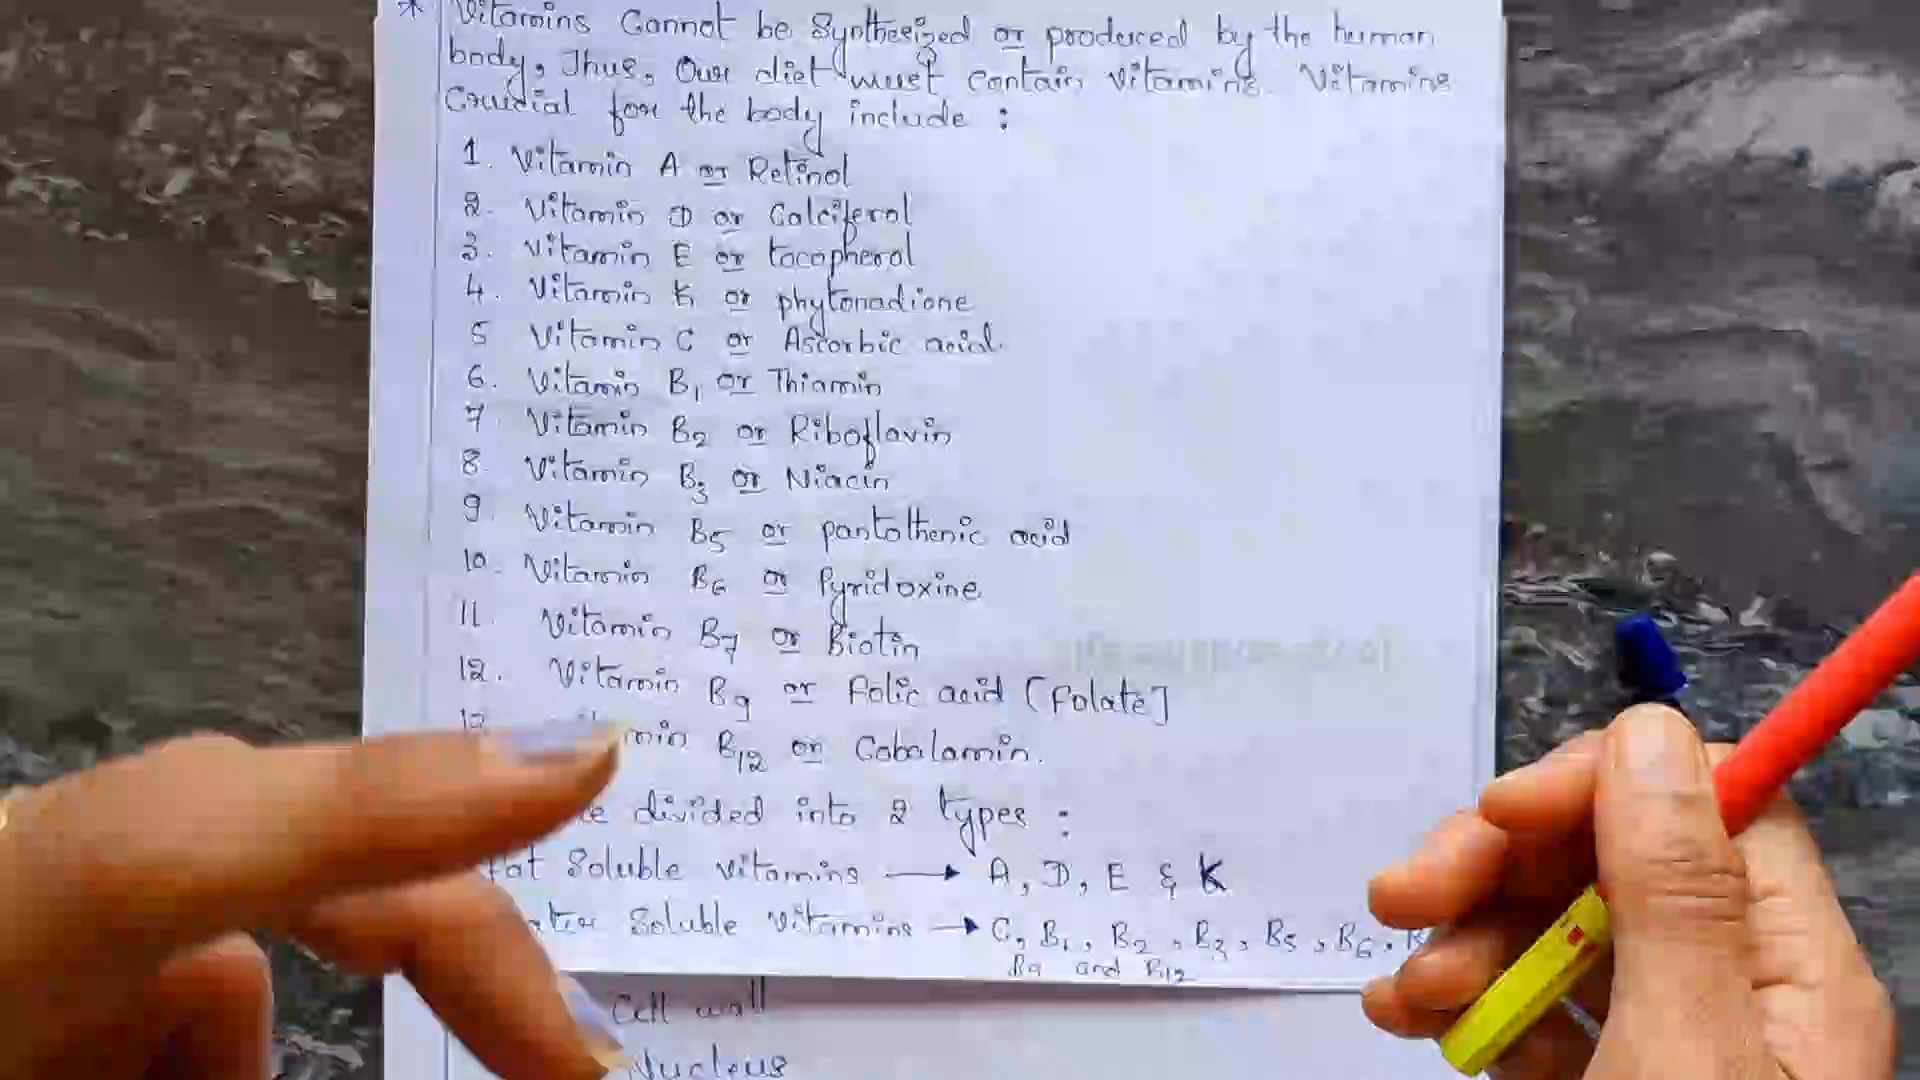 * Vitamins Cannot be Synthesized or produced by the human
body, Thus, Our diet must contain vitamins. Vitamins
Crucial for the body include :
1. Vitamin A or Retinol
2. Vitamin D or Calciferol
3. Vitamin E or tocopherol
4. Vitamin K or phytonadione
5 Vitamin C or Ascorbic acid.
6. Vitamin B1 or Thiamin
7 Vitamin B2 or Riboflavin
8 Vitamin B3 or Niacin
9. Vitamin B5 or pantothenic acid
10. Vitamin B6 or Pyridoxine
11. Vitamin B7 or Biotin
12. Vitamin B9 or Folic acid [Folate]
B12 or Cobalamin.
divided into 2 types :
fat Soluble vitamins → A, D, E & K
Soluble vitamins → C, B1, B2, B3, B5, B6,
B9 and B12
Cell wall
Nucleus